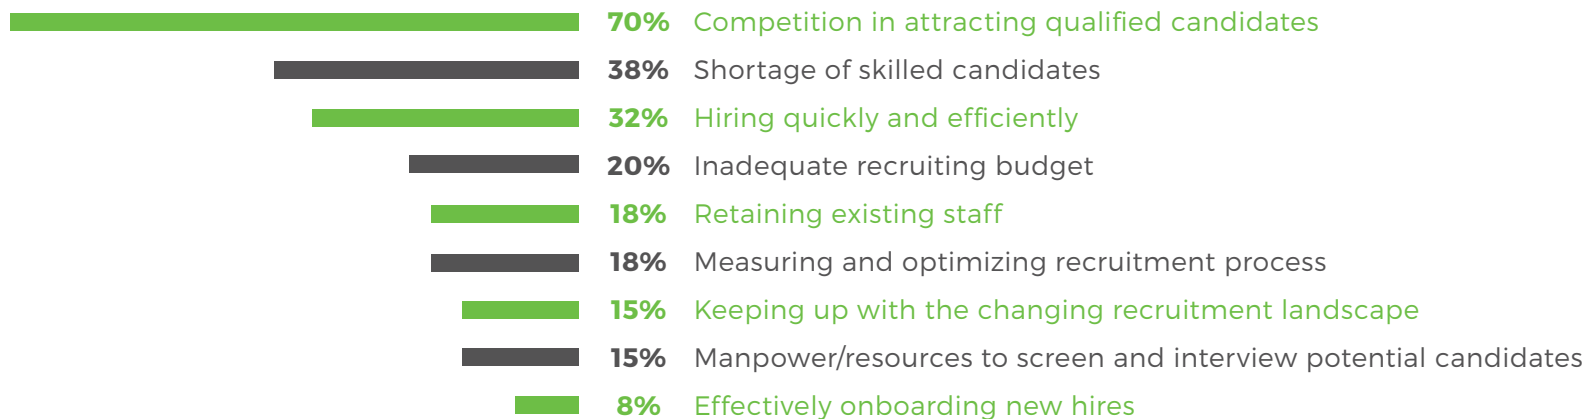 70% Competition in attracting qualified candidates
38% Shortage of skilled candidates
32% Hiring quickly and efficiently
20% Inadequate recruiting budget
18% Retaining existing staff
18% Measuring and optimizing recruitment process
15% Keeping up with the changing recruitment landscape
15% Manpower/resources to screen and interview potential candidates
8% Effectively onboarding new hires